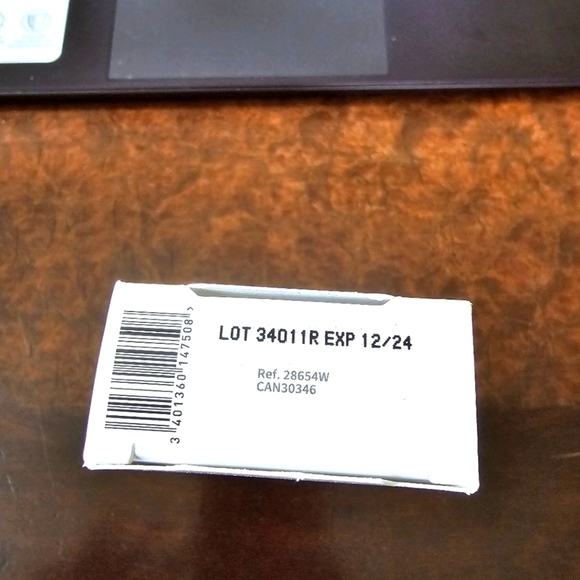 LOT 34011R EXP 12/24
Ref. 28654W
CAN30346
3 401360 147508 >